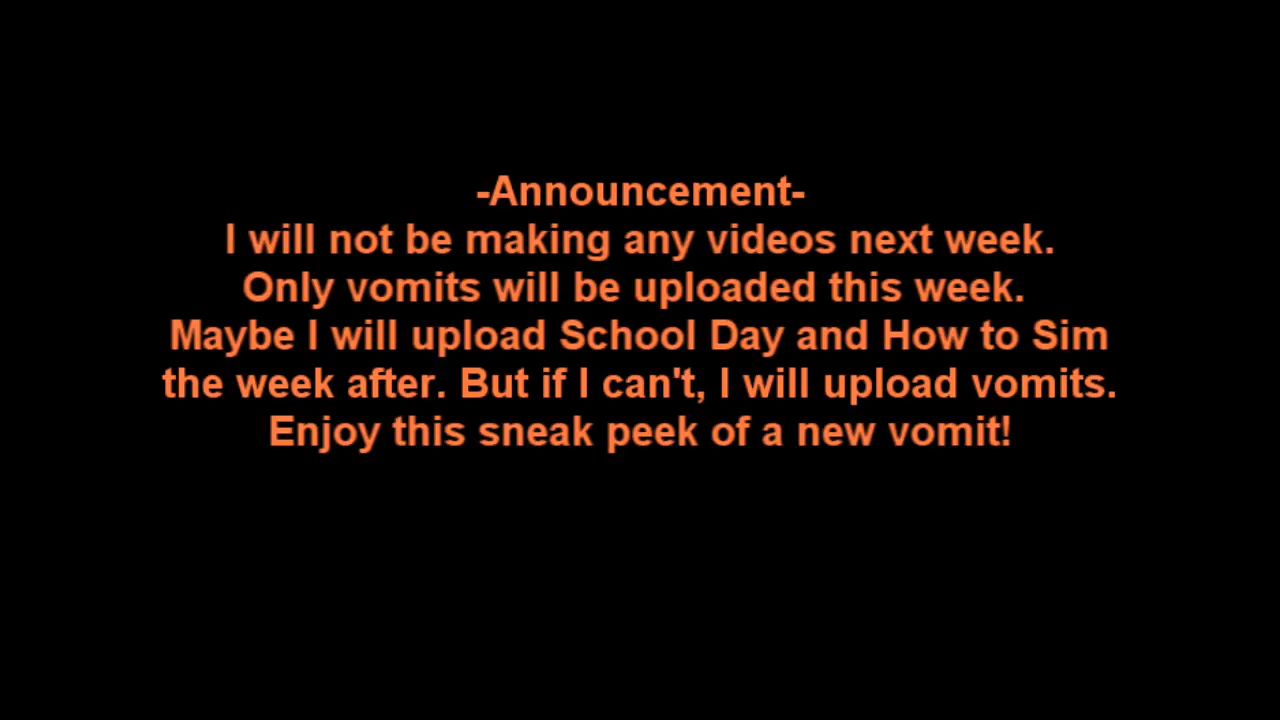 -Announcement-
I will not be making any videos next week.
Only vomits will be uploaded this week.
Maybe I will upload School Day and How to Sim
the week after. But if I can't, I will upload vomits.
Enjoy this sneak peek of a new vomit!